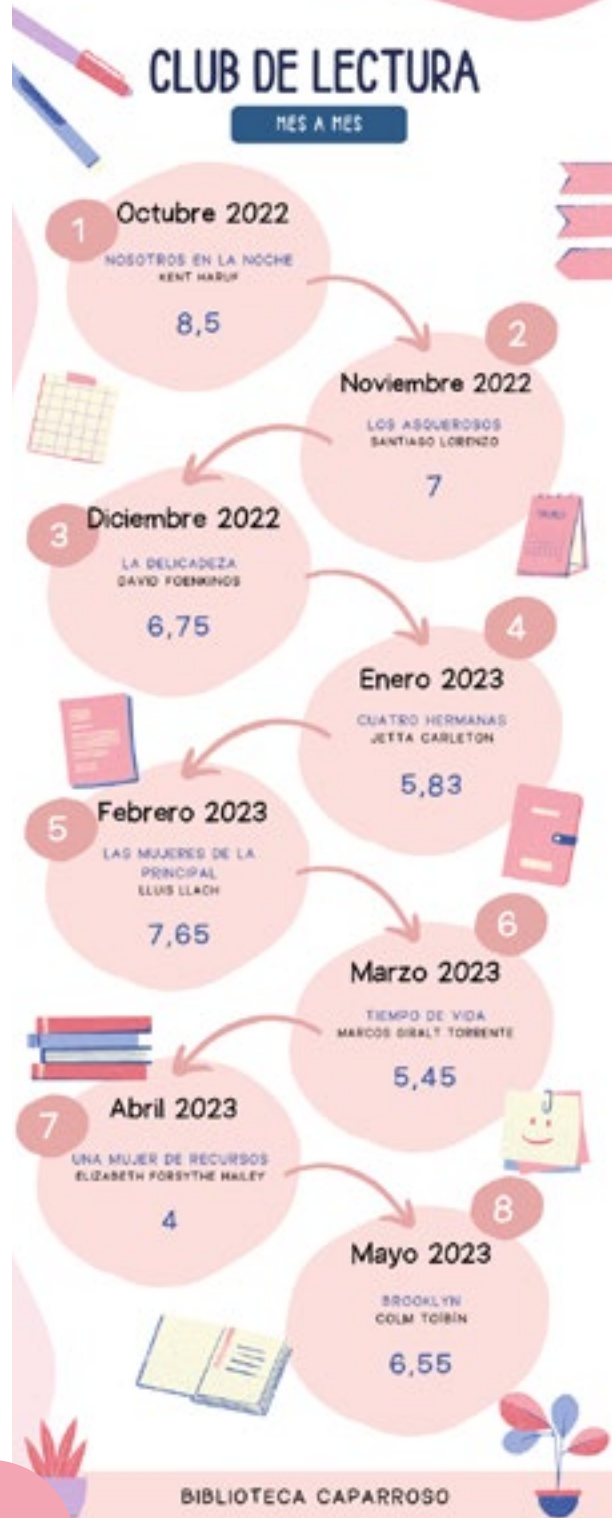 CLUB DE LECTURA
MES A MES
1
Octubre 2022
NOSOTROS EN LA NOCHE
KENT HARUF
8,5
2
Noviembre 2022
LOS ASQUEROSOS
SANTIAGO LORENZO
7
3
Diciembre 2022
LA DELICADEZA
DAVID FOENKINOS
6,75
4
Enero 2023
CUATRO HERMANAS
JETTA CARLETON
5,83
5
Febrero 2023
LAS MUJERES DE LA
PRINCIPAL
LLUIS LLACH
7,65
6
Marzo 2023
TIEMPO DE VIDA
MARCOS GIRALT TORRENTE
5,45
7
Abril 2023
UNA MUJER DE RECURSOS
ELIZABETH FORSYTHE HAILEY
4
8
Mayo 2023
BROOKLYN
COLM TOIBÍN
6,55
BIBLIOTECA CAPARROSO